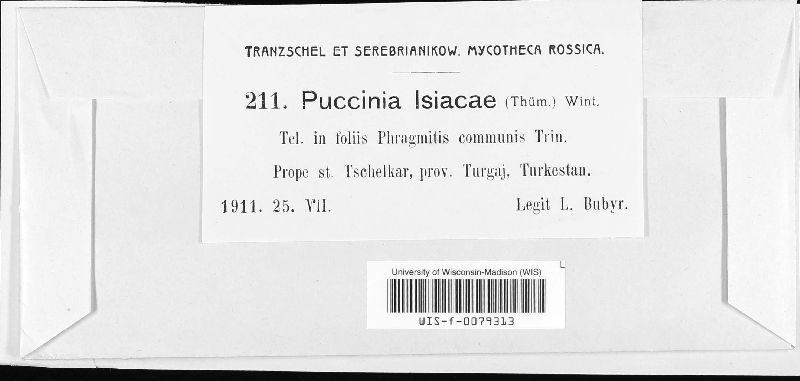 TRANZSCHEL ET SEREBRIANIKOW. MYCOTHECA ROSSICA.
211. Puccinia Isiacae (Thüm.) Wint.
Tel. in foliis Phragmitis communis Trin.
Prope st. Tschelkar, prov. Turgaj, Turkestan.
1911. 25. VII. Legit L. Bubyr.
University of Wisconsin-Madison (WIS)
WIS-f-0079313